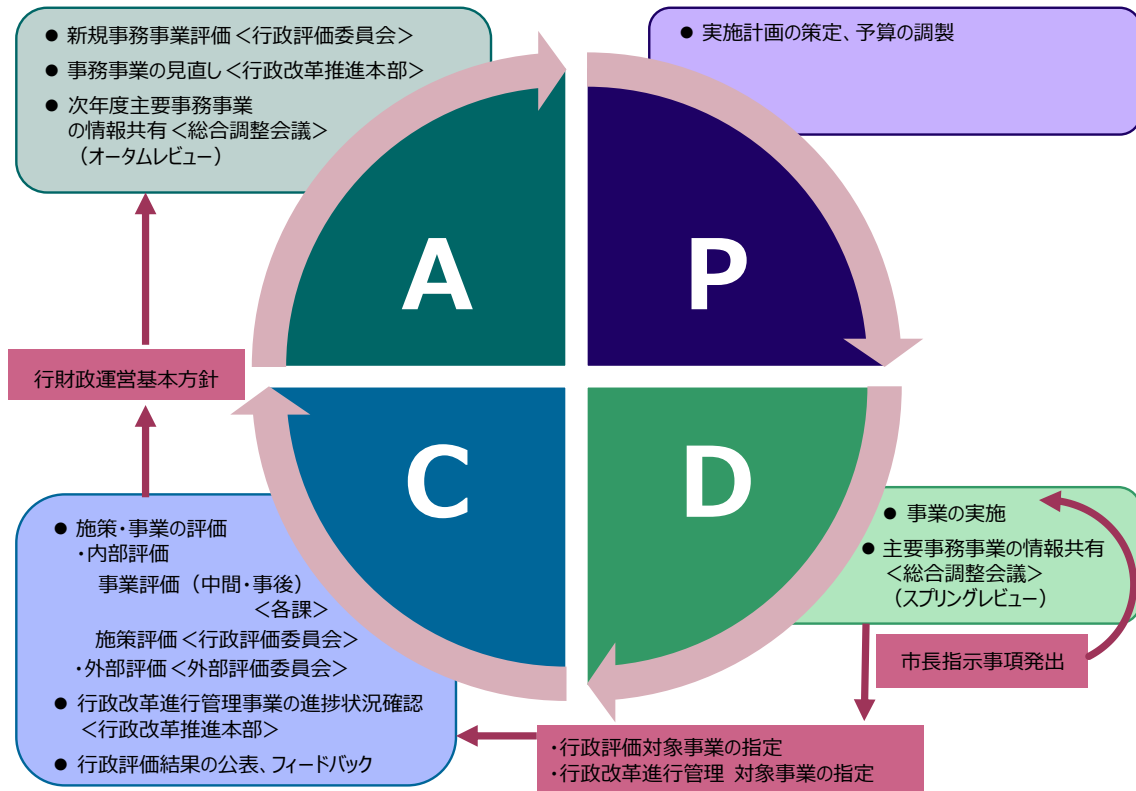 ● 新規事務事業評価<行政評価委員会>
● 事務事業の見直し<行政改革推進本部>
● 次年度主要事務事業
の情報共有<総合調整会議>
（オータムレビュー）
● 実施計画の策定、予算の調製
A
P
行財政運営基本方針
C
D
● 施策・事業の評価
・内部評価
事業評価（中間・事後）
<各課>
施策評価<行政評価委員会>
・外部評価<外部評価委員会>
● 行政改革進行管理事業の進捗状況確認
<行政改革推進本部>
● 行政評価結果の公表、フィードバック
● 事業の実施
● 主要事務事業の情報共有
<総合調整会議>
（スプリングレビュー）
市長指示事項発出
・行政評価対象事業の指定
・行政改革進行管理 対象事業の指定